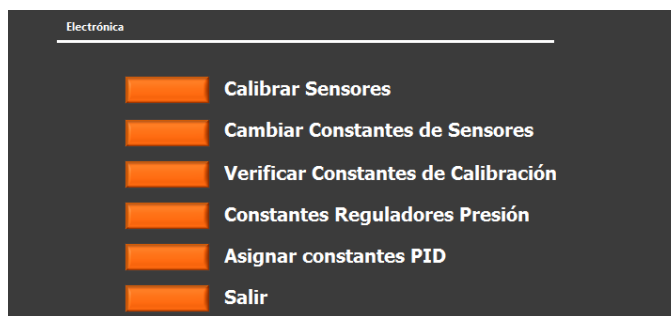 Electrónica
Calibrar Sensores
Cambiar Constantes de Sensores
Verificar Constantes de Calibración
Constantes Reguladores Presión
Asignar constantes PID
Salir